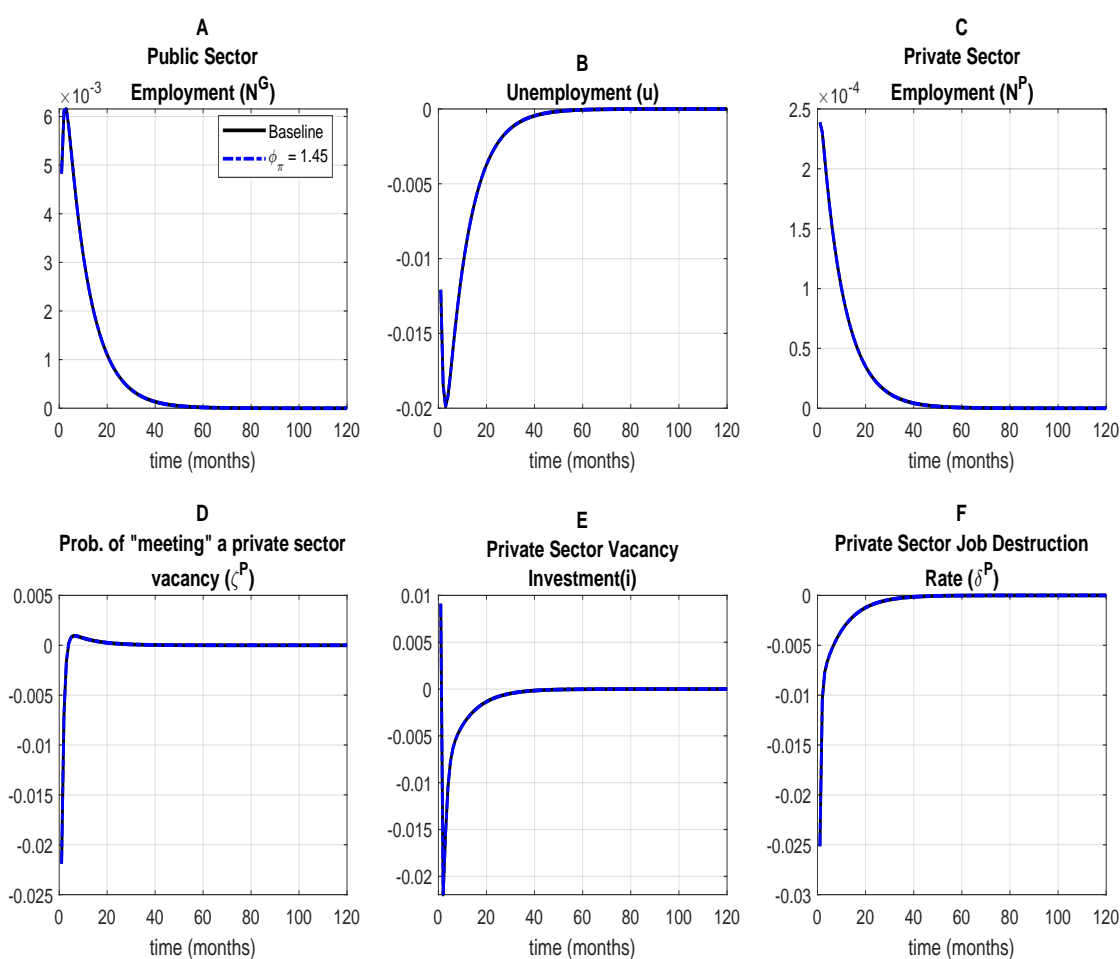 A
Public Sector
Employment (N^G)
×10^-3
6
5
4
3
2
1
0
0 20 40 60 80 100 120
time (months)
Baseline
ϕ_π = 1.45
B
Unemployment (u)
0
-0.005
-0.01
-0.015
-0.02
0 20 40 60 80 100 120
time (months)
C
Private Sector
Employment (N^P)
×10^-4
2.5
2
1.5
1
0.5
0
0 20 40 60 80 100 120
time (months)
D
Prob. of "meeting" a private sector
vacancy (ζ^P)
0.005
0
-0.005
-0.01
-0.015
-0.02
-0.025
0 20 40 60 80 100 120
time (months)
E
Private Sector Vacancy
Investment(i)
0.01
0.005
0
-0.005
-0.01
-0.015
-0.02
0 20 40 60 80 100 120
time (months)
F
Private Sector Job Destruction
Rate (δ^P)
0
-0.005
-0.01
-0.015
-0.02
-0.025
-0.03
0 20 40 60 80 100 120
time (months)